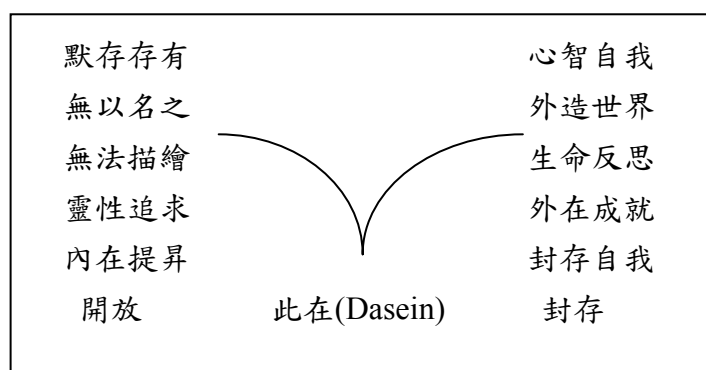 默存存有 心智自我
無以名之 外造世界
無法描繪 生命反思
靈性追求 外在成就
內在提昇 封存自我
開放 此在(Dasein) 封存